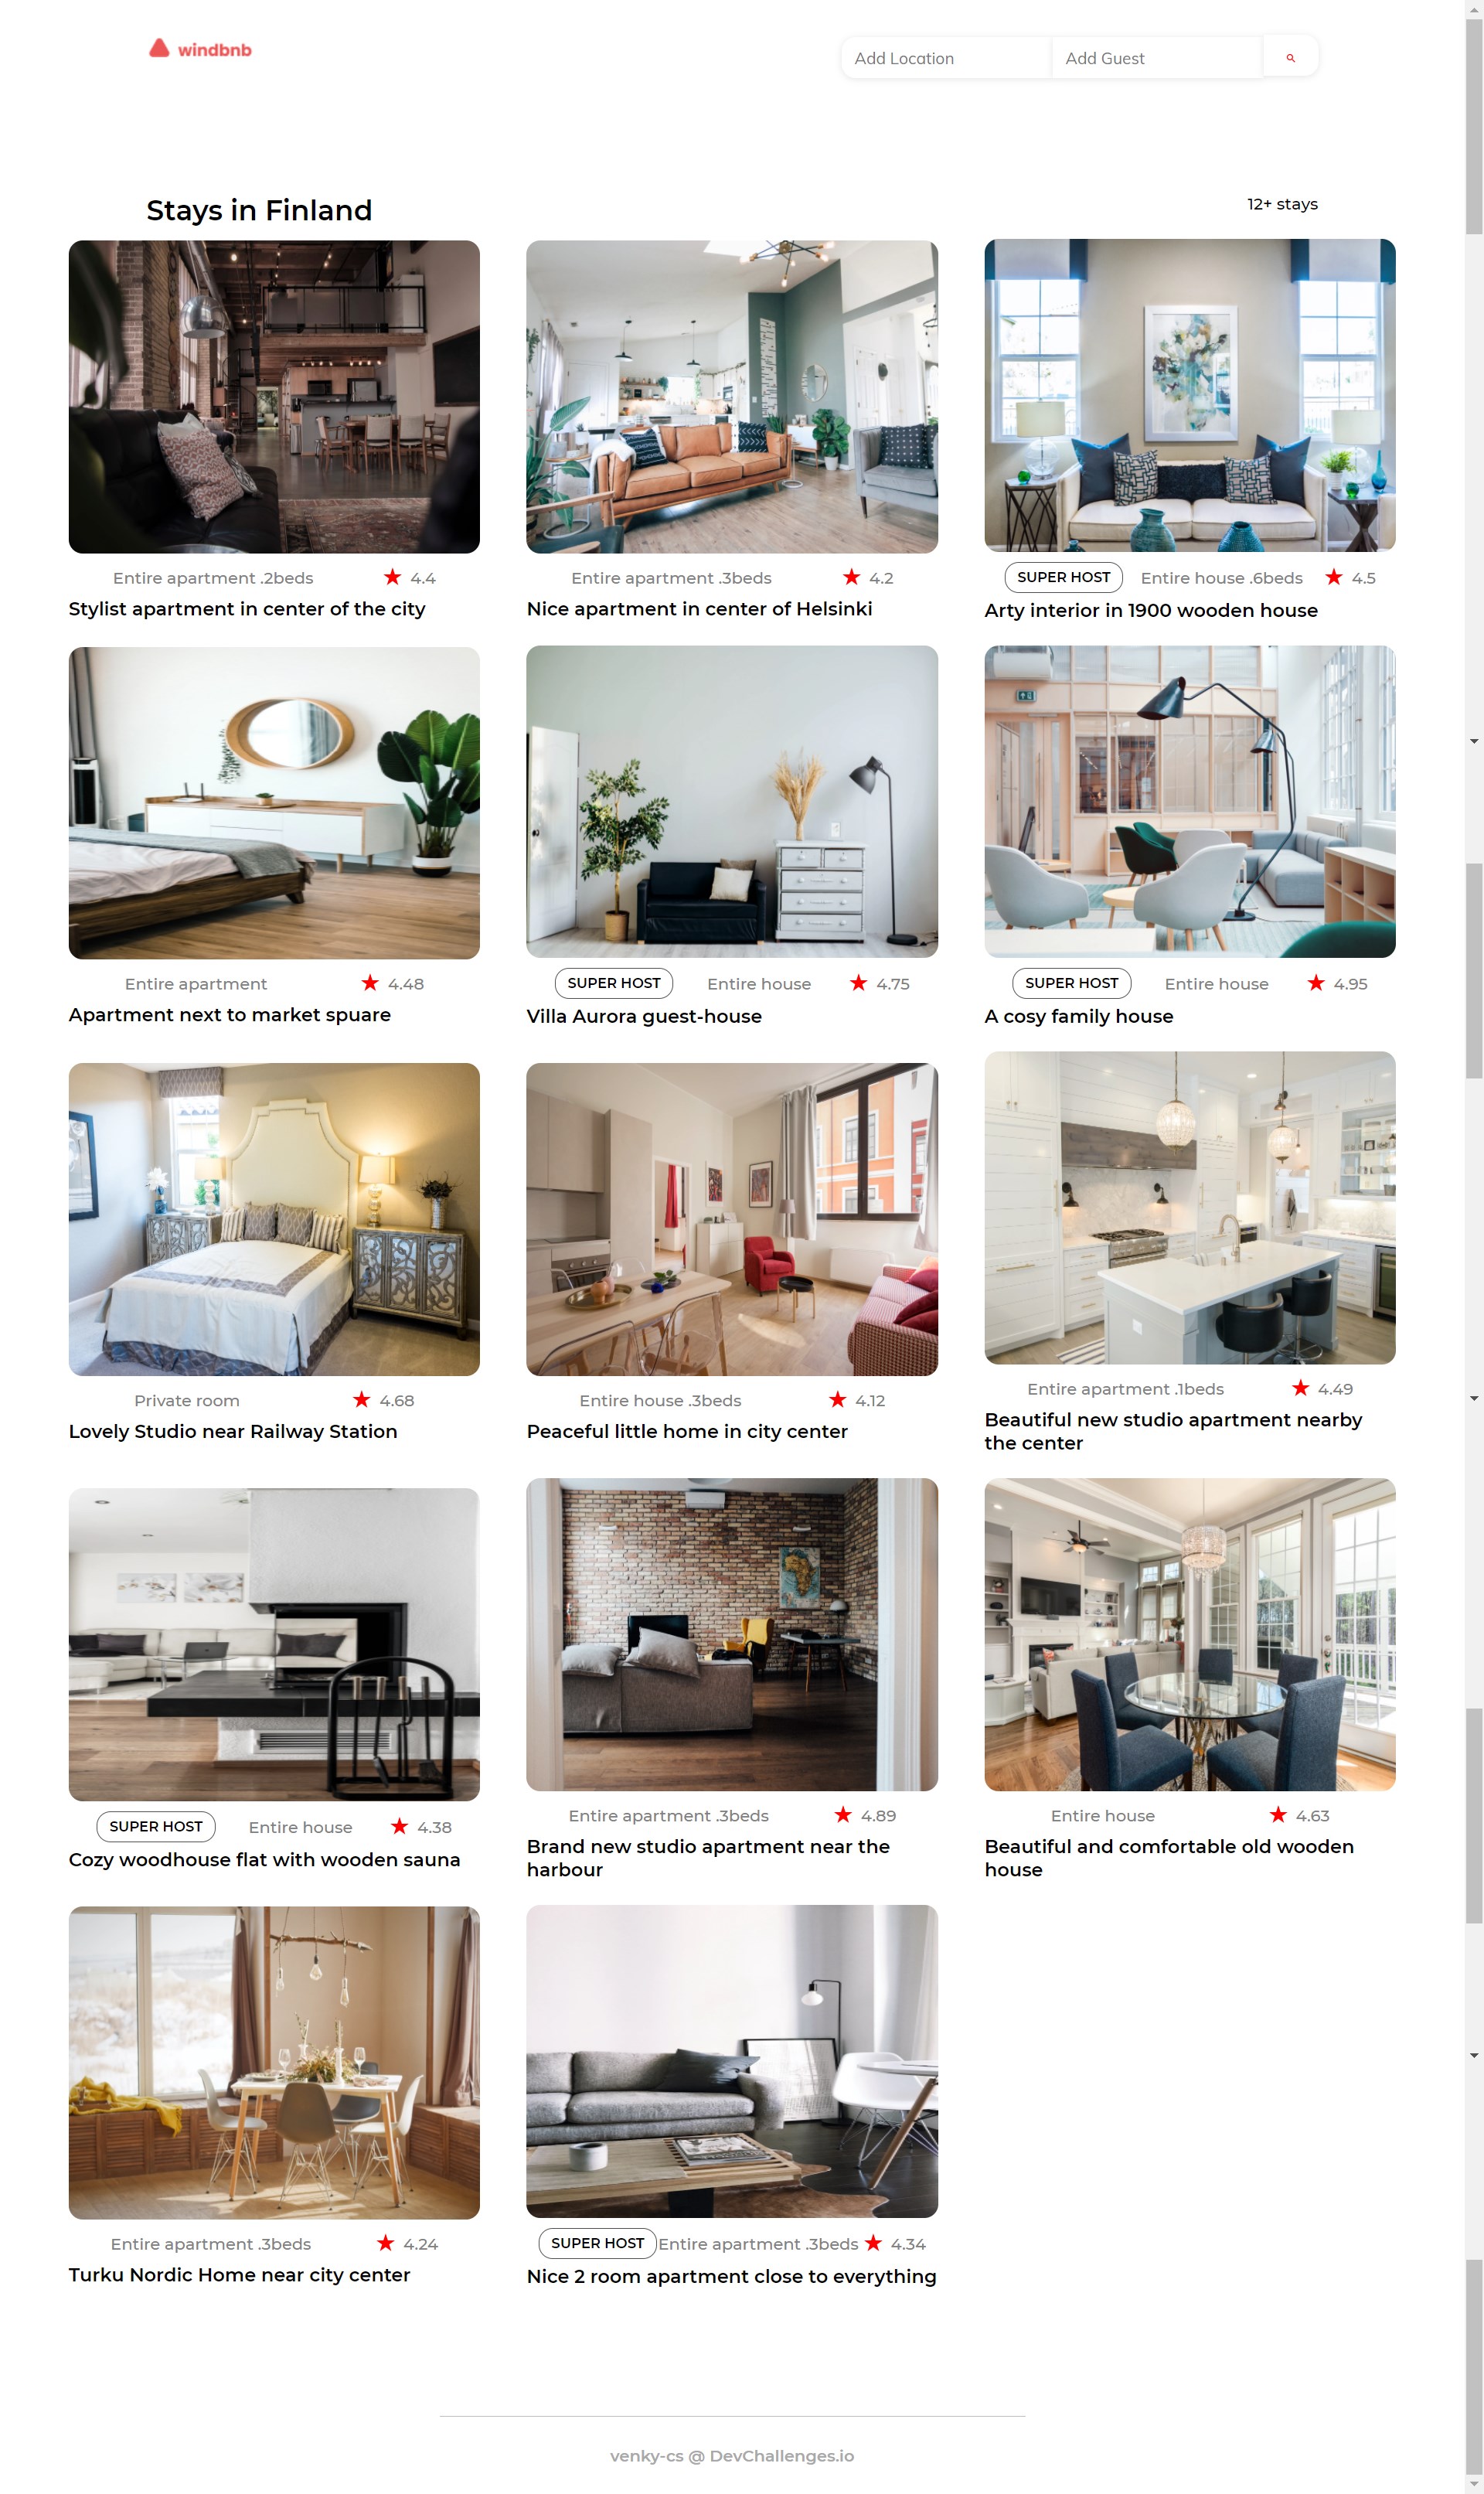 windbnb
Add Location
Add Guest
Stays in Finland
12+ stays
Entire apartment .2beds
4.4
Stylist apartment in center of the city
Entire apartment .3beds
4.2
Nice apartment in center of Helsinki
SUPER HOST
Entire house .6beds
4.5
Arty interior in 1900 wooden house
Entire apartment
4.48
Apartment next to market spuare
SUPER HOST
Entire house
4.75
Villa Aurora guest-house
SUPER HOST
Entire house
4.95
A cosy family house
Private room
4.68
Lovely Studio near Railway Station
Entire house .3beds
4.12
Peaceful little home in city center
Entire apartment .1beds
4.49
Beautiful new studio apartment nearby
the center
SUPER HOST
Entire house
4.38
Cozy woodhouse flat with wooden sauna
Entire apartment .3beds
4.89
Brand new studio apartment near the
harbour
Entire house
4.63
Beautiful and comfortable old wooden
house
Entire apartment .3beds
4.24
Turku Nordic Home near city center
SUPER HOST
Entire apartment .3beds
4.34
Nice 2 room apartment close to everything
venky-cs @ DevChallenges.io